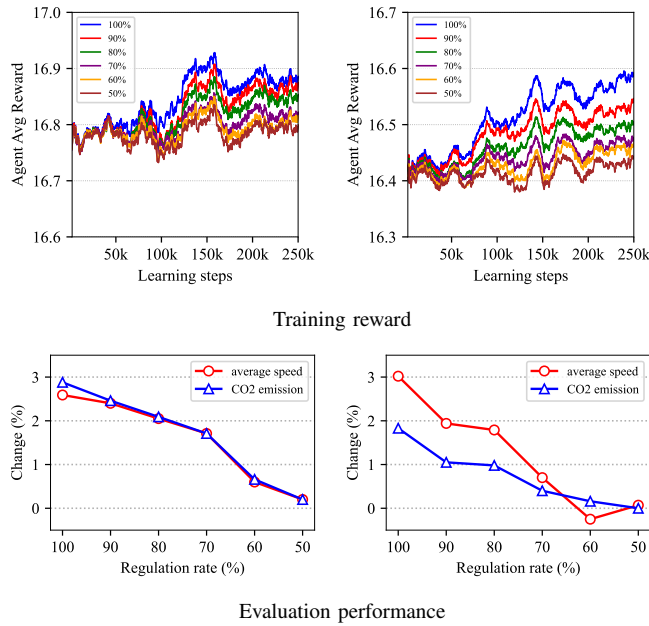 17.0
16.9
16.8
16.7
16.6
Agent Avg Reward
100%
90%
80%
70%
60%
50%
50k 100k 150k 200k 250k
Learning steps
16.7
16.6
16.5
16.4
16.3
Agent Avg Reward
100%
90%
80%
70%
60%
50%
50k 100k 150k 200k 250k
Learning steps
Training reward
3
2
1
0
Change (%)
average speed
CO2 emission
100 90 80 70 60 50
Regulation rate (%)
3
2
1
0
Change (%)
average speed
CO2 emission
100 90 80 70 60 50
Regulation rate (%)
Evaluation performance